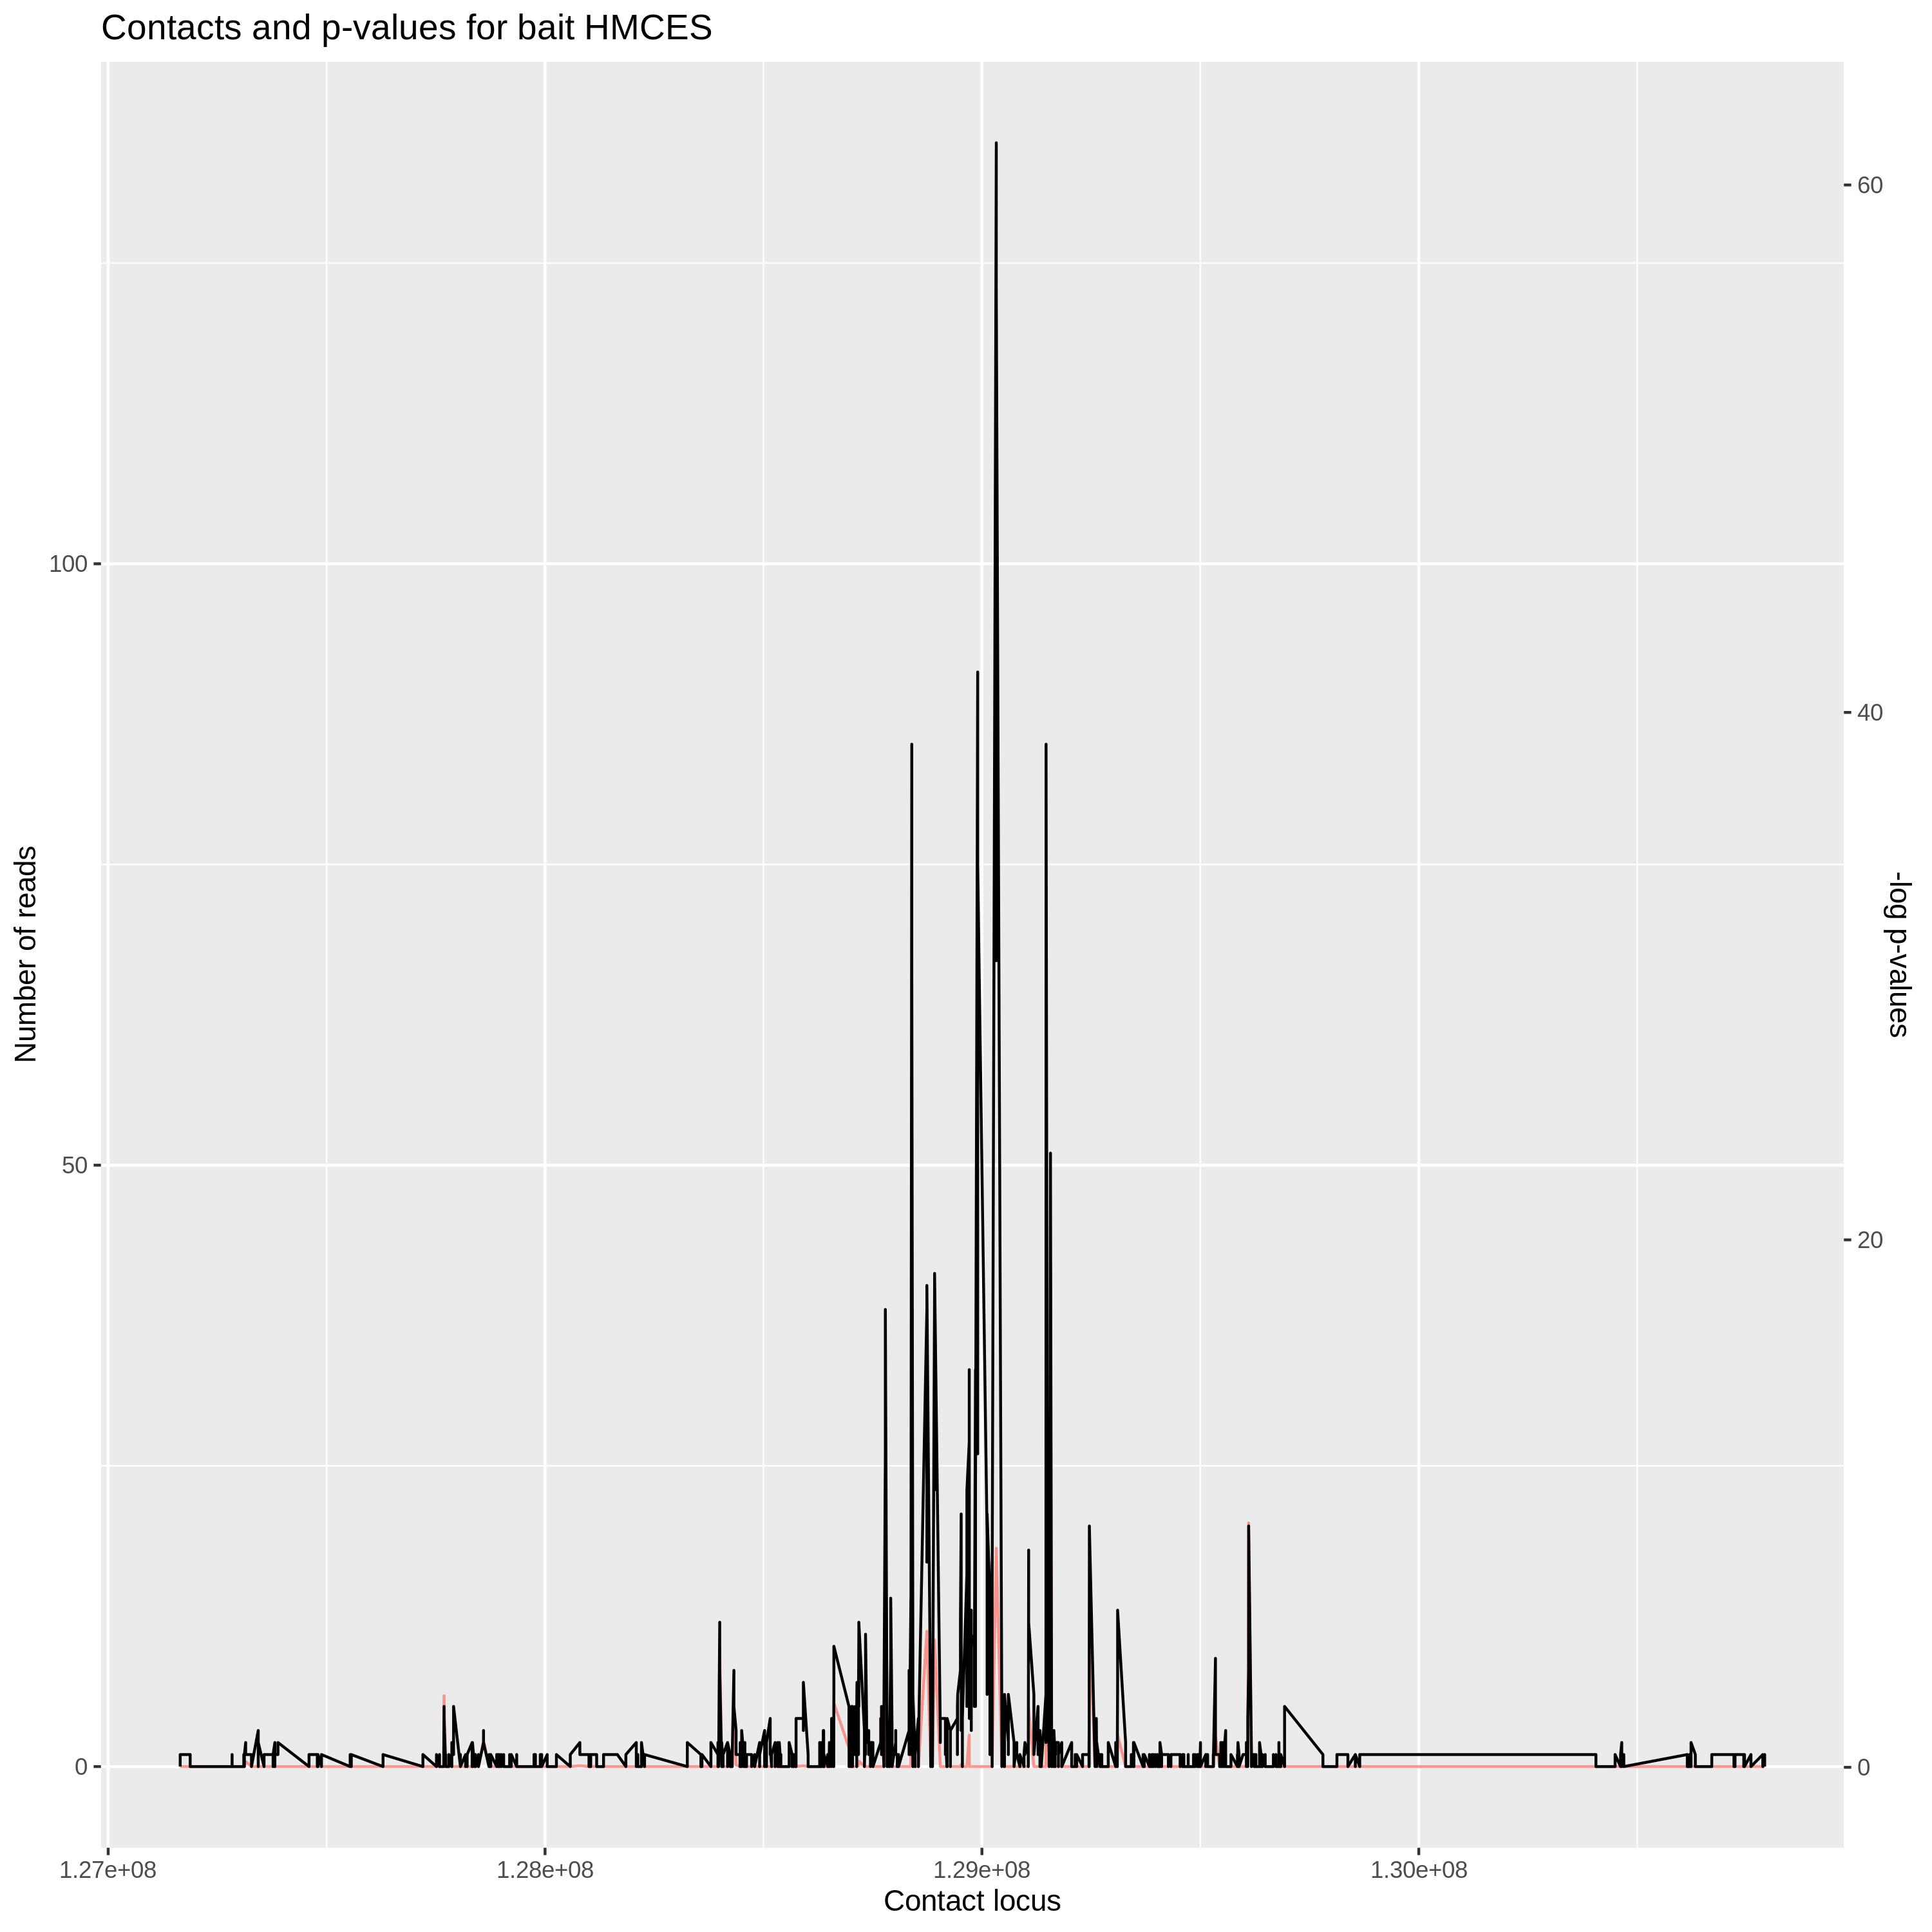 Contacts and p-values for bait HMCES
60
100
40
Number of reads
-log p-values
50
20
0
0
1.27e+08
1.28e+08
1.29e+08
1.30e+08
Contact locus